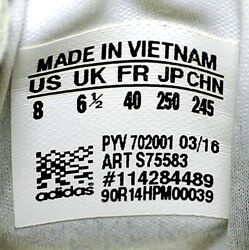 MADE IN VIETNAM
US UK FR JP CHN
8 6½ 40 250 245
PYV 702001 03/16
ART S75583
#114284489
adidas 90R14HPM00039